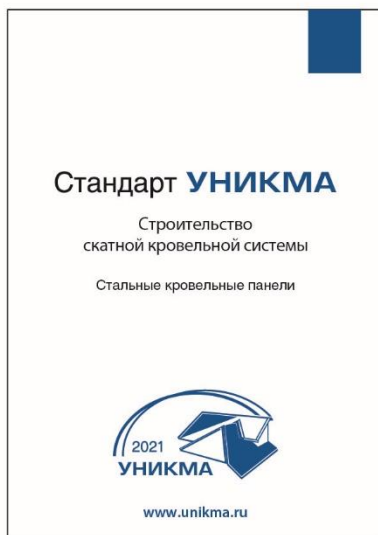 Стандарт УНИКМА
Строительство
скатной кровельной системы
Стальные кровельные панели
2021
УНИКМА
www.unikma.ru